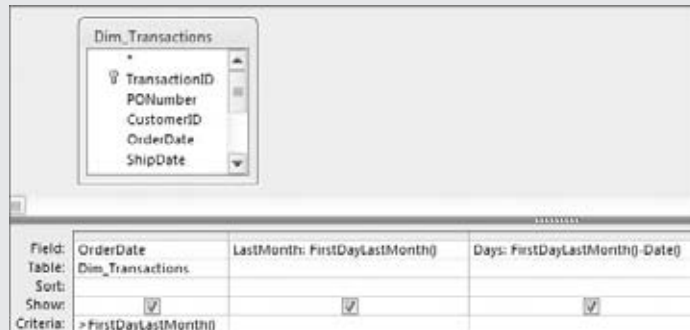 Dim_Transactions
*
TransactionID
PONumber
CustomerID
OrderDate
ShipDate
Field: OrderDate LastMonth: FirstDayLastMonth() Days: FirstDayLastMonth()-Date()
Table: Dim_Transactions
Sort:
Show:
Criteria: >FirstDayLastMonth()